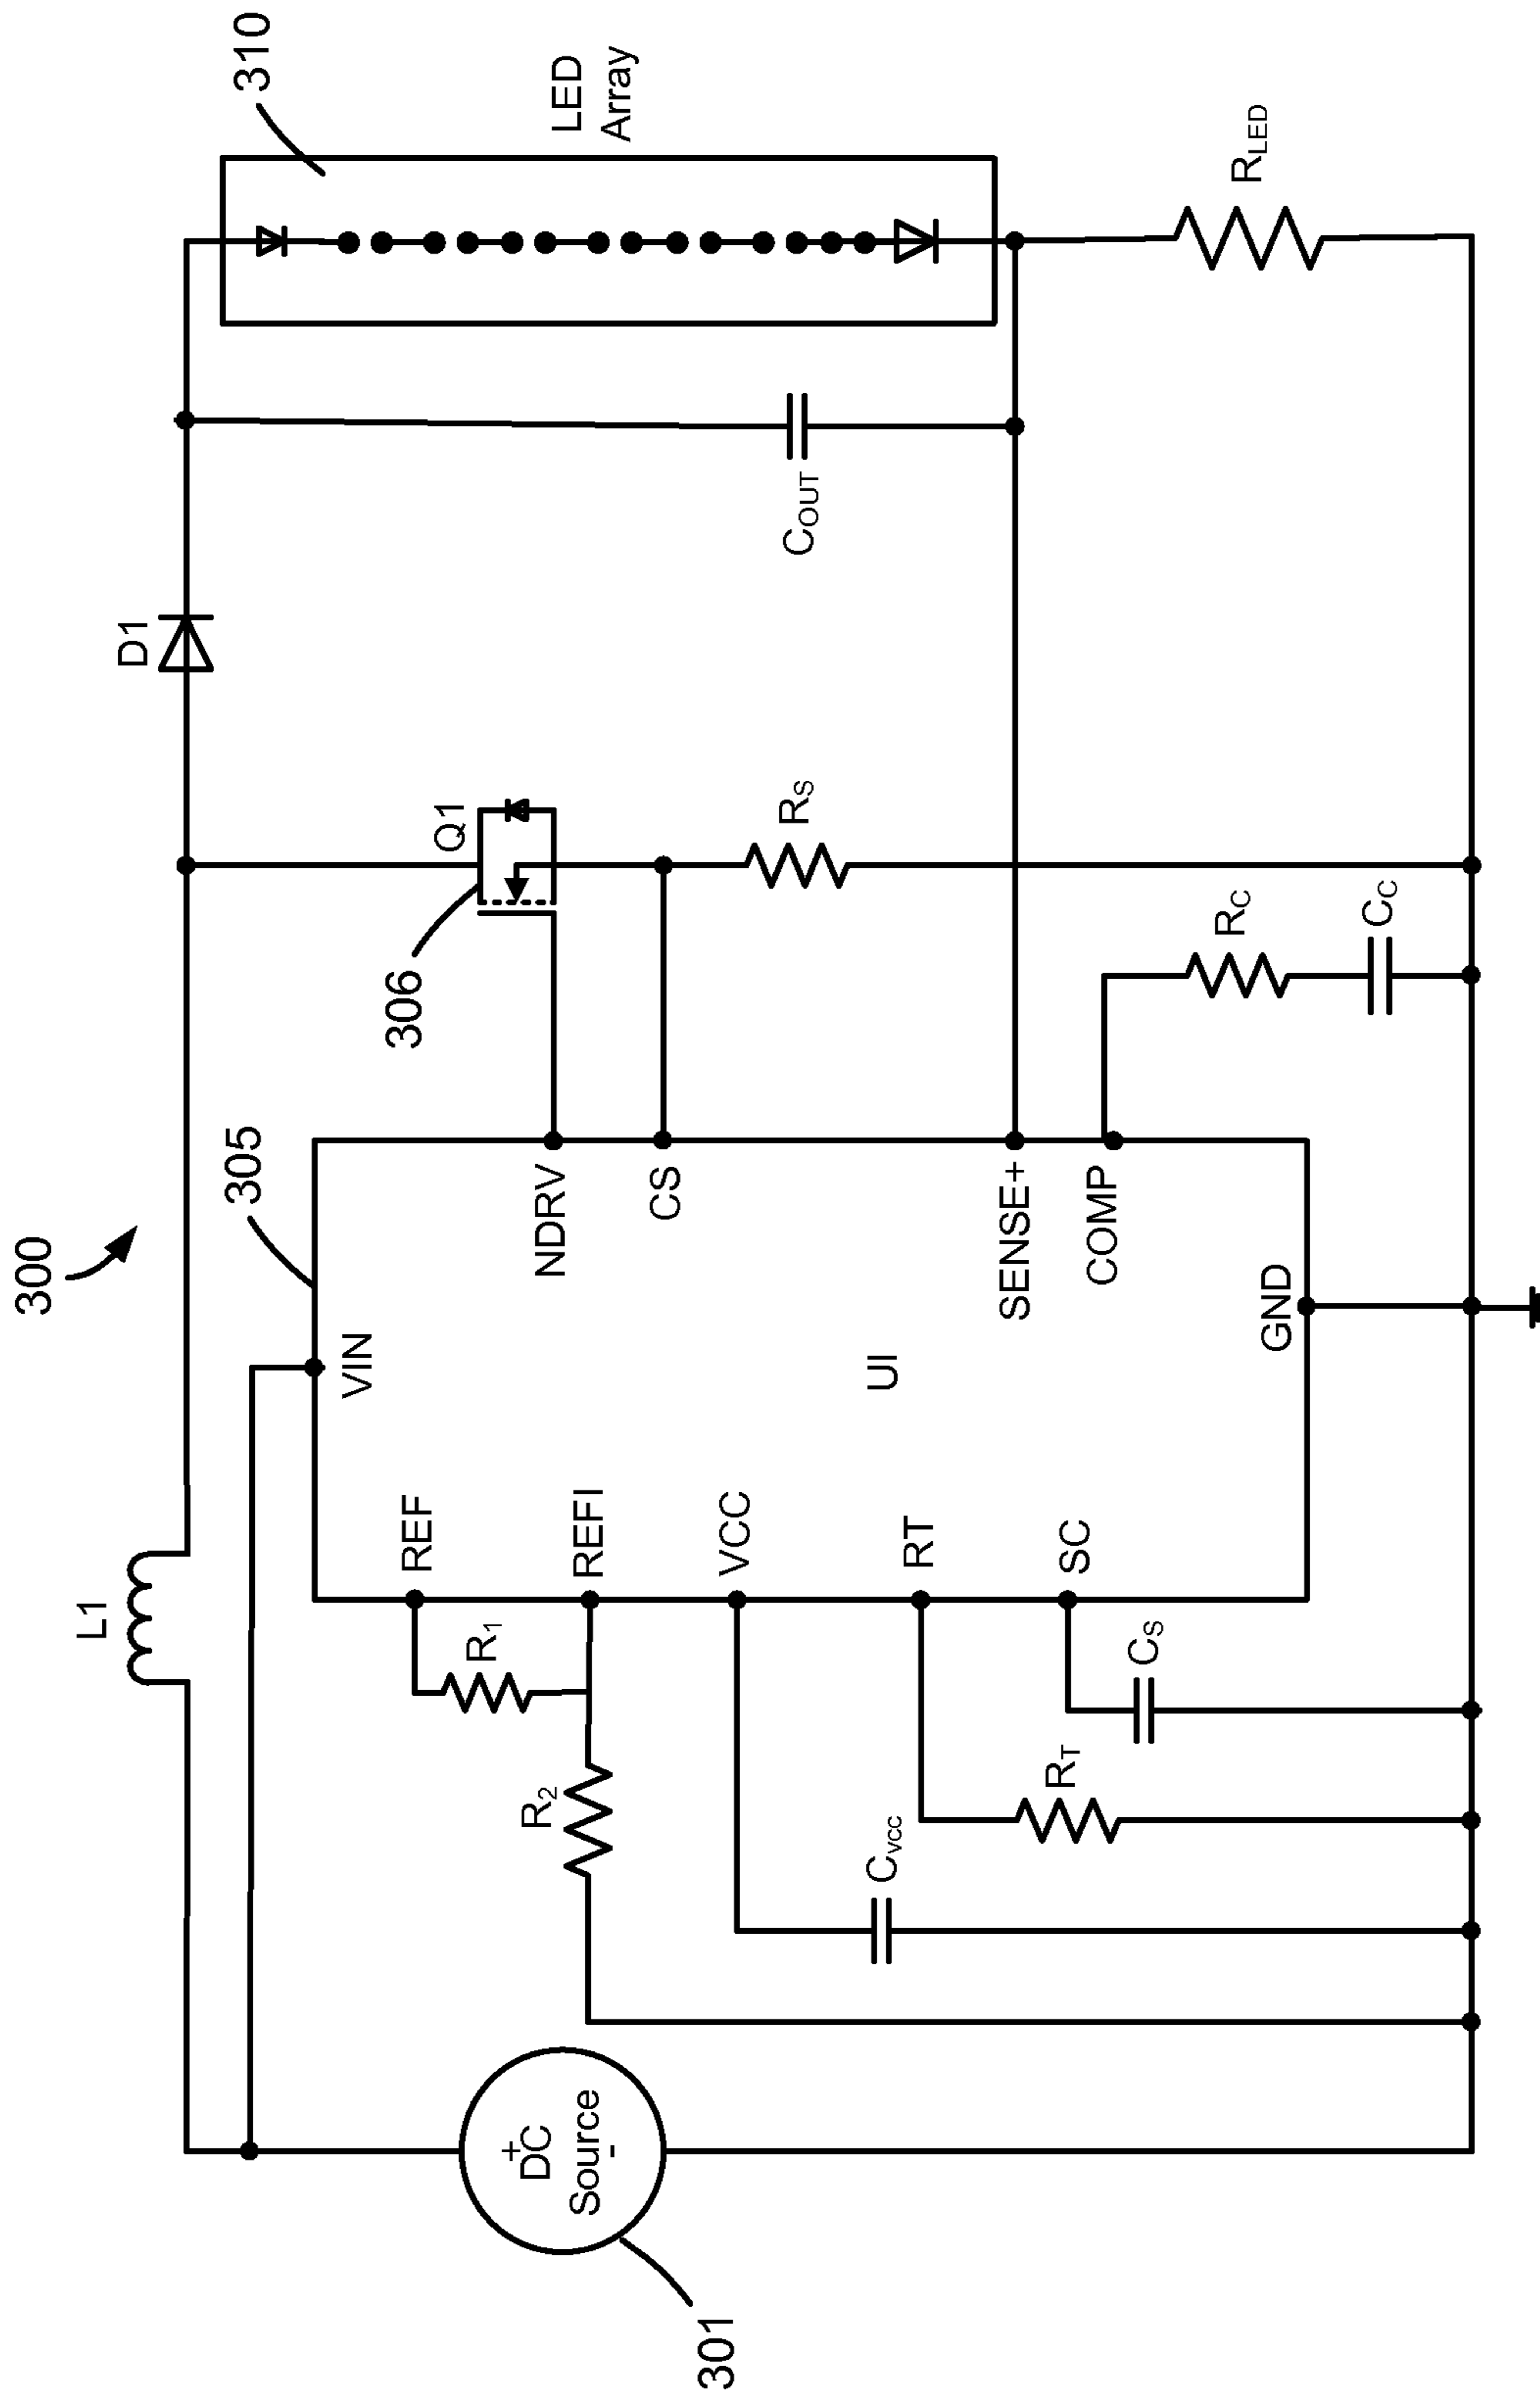 300
L1
D1
310
LED
Array
305
VIN
REF
REFI
VCC
RT
SC
NDRV
CS
SENSE+
COMP
GND
UI
306
Q1
R1
R2
CVCC
RT
CS
RS
RC
CC
COUT
RLED
+
DC
Source
-
301